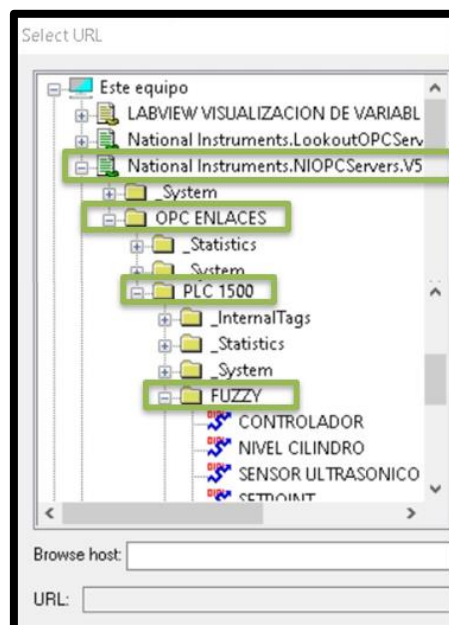 Select URL
Este equipo
LABVIEW VISUALIZACION DE VARIABL
National Instruments.LookoutOPCServ
National Instruments.NIOPCServers.V5
_System
OPC ENLACES
_Statistics
_System
PLC 1500
_InternalTags
_Statistics
_System
FUZZY
CONTROLADOR
NIVEL CILINDRO
SENSOR ULTRASONICO
SETPOINT
Browse host:
URL: